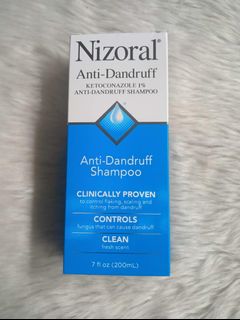 Nizoral®
Anti-Dandruff
KETOCONAZOLE 1%
ANTI-DANDRUFF SHAMPOO
Anti-Dandruff
Shampoo
CLINICALLY PROVEN
to control flaking, scaling and
itching from dandruff
CONTROLS
fungus that can cause dandruff
CLEAN
fresh scent
7 fl oz (200mL)